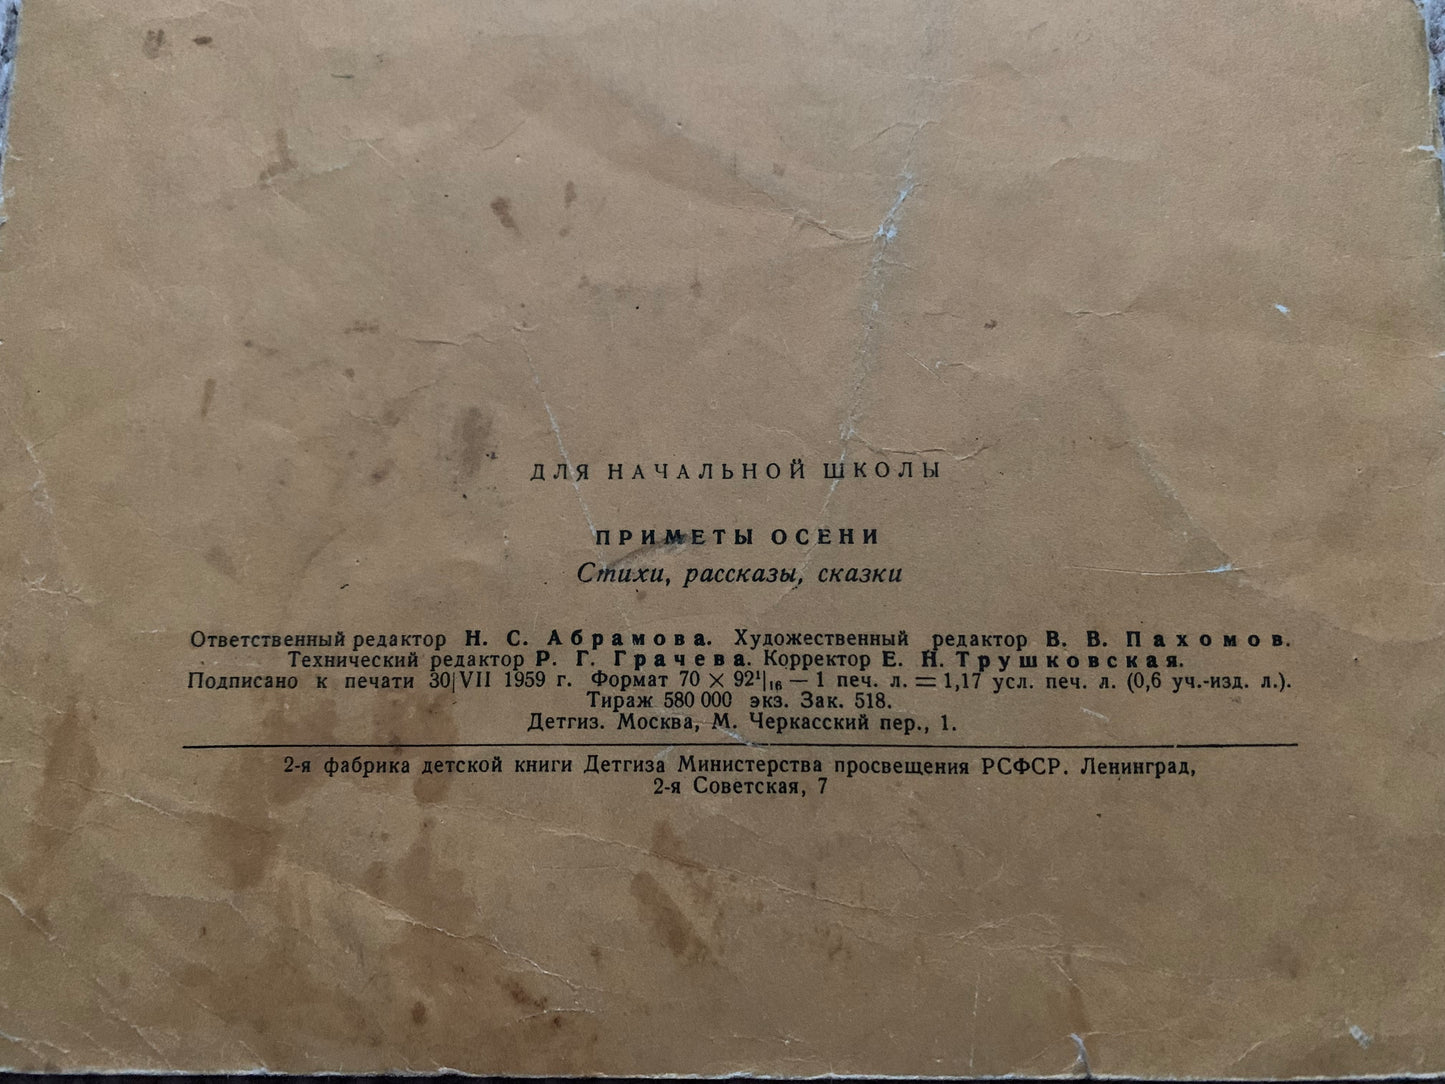 ДЛЯ НАЧАЛЬНОЙ ШКОЛЫ
ПРИМЕТЫ ОСЕНИ
Стихи, рассказы, сказки
Ответственный редактор Н. С. Абрамова. Художественный редактор В. В. Пахомов.
Технический редактор Р. Г. Грачева. Корректор Е. Н. Трушковская.
Подписано к печати 30|VII 1959 г. Формат 70 × 92¹|₁₆ — 1 печ. л. = 1,17 усл. печ. л. (0,6 уч.-изд. л.).
Тираж 580 000 экз. Зак. 518.
Детгиз. Москва, М. Черкасский пер., 1.
2-я фабрика детской книги Детгиза Министерства просвещения РСФСР. Ленинград,
2-я Советская, 7